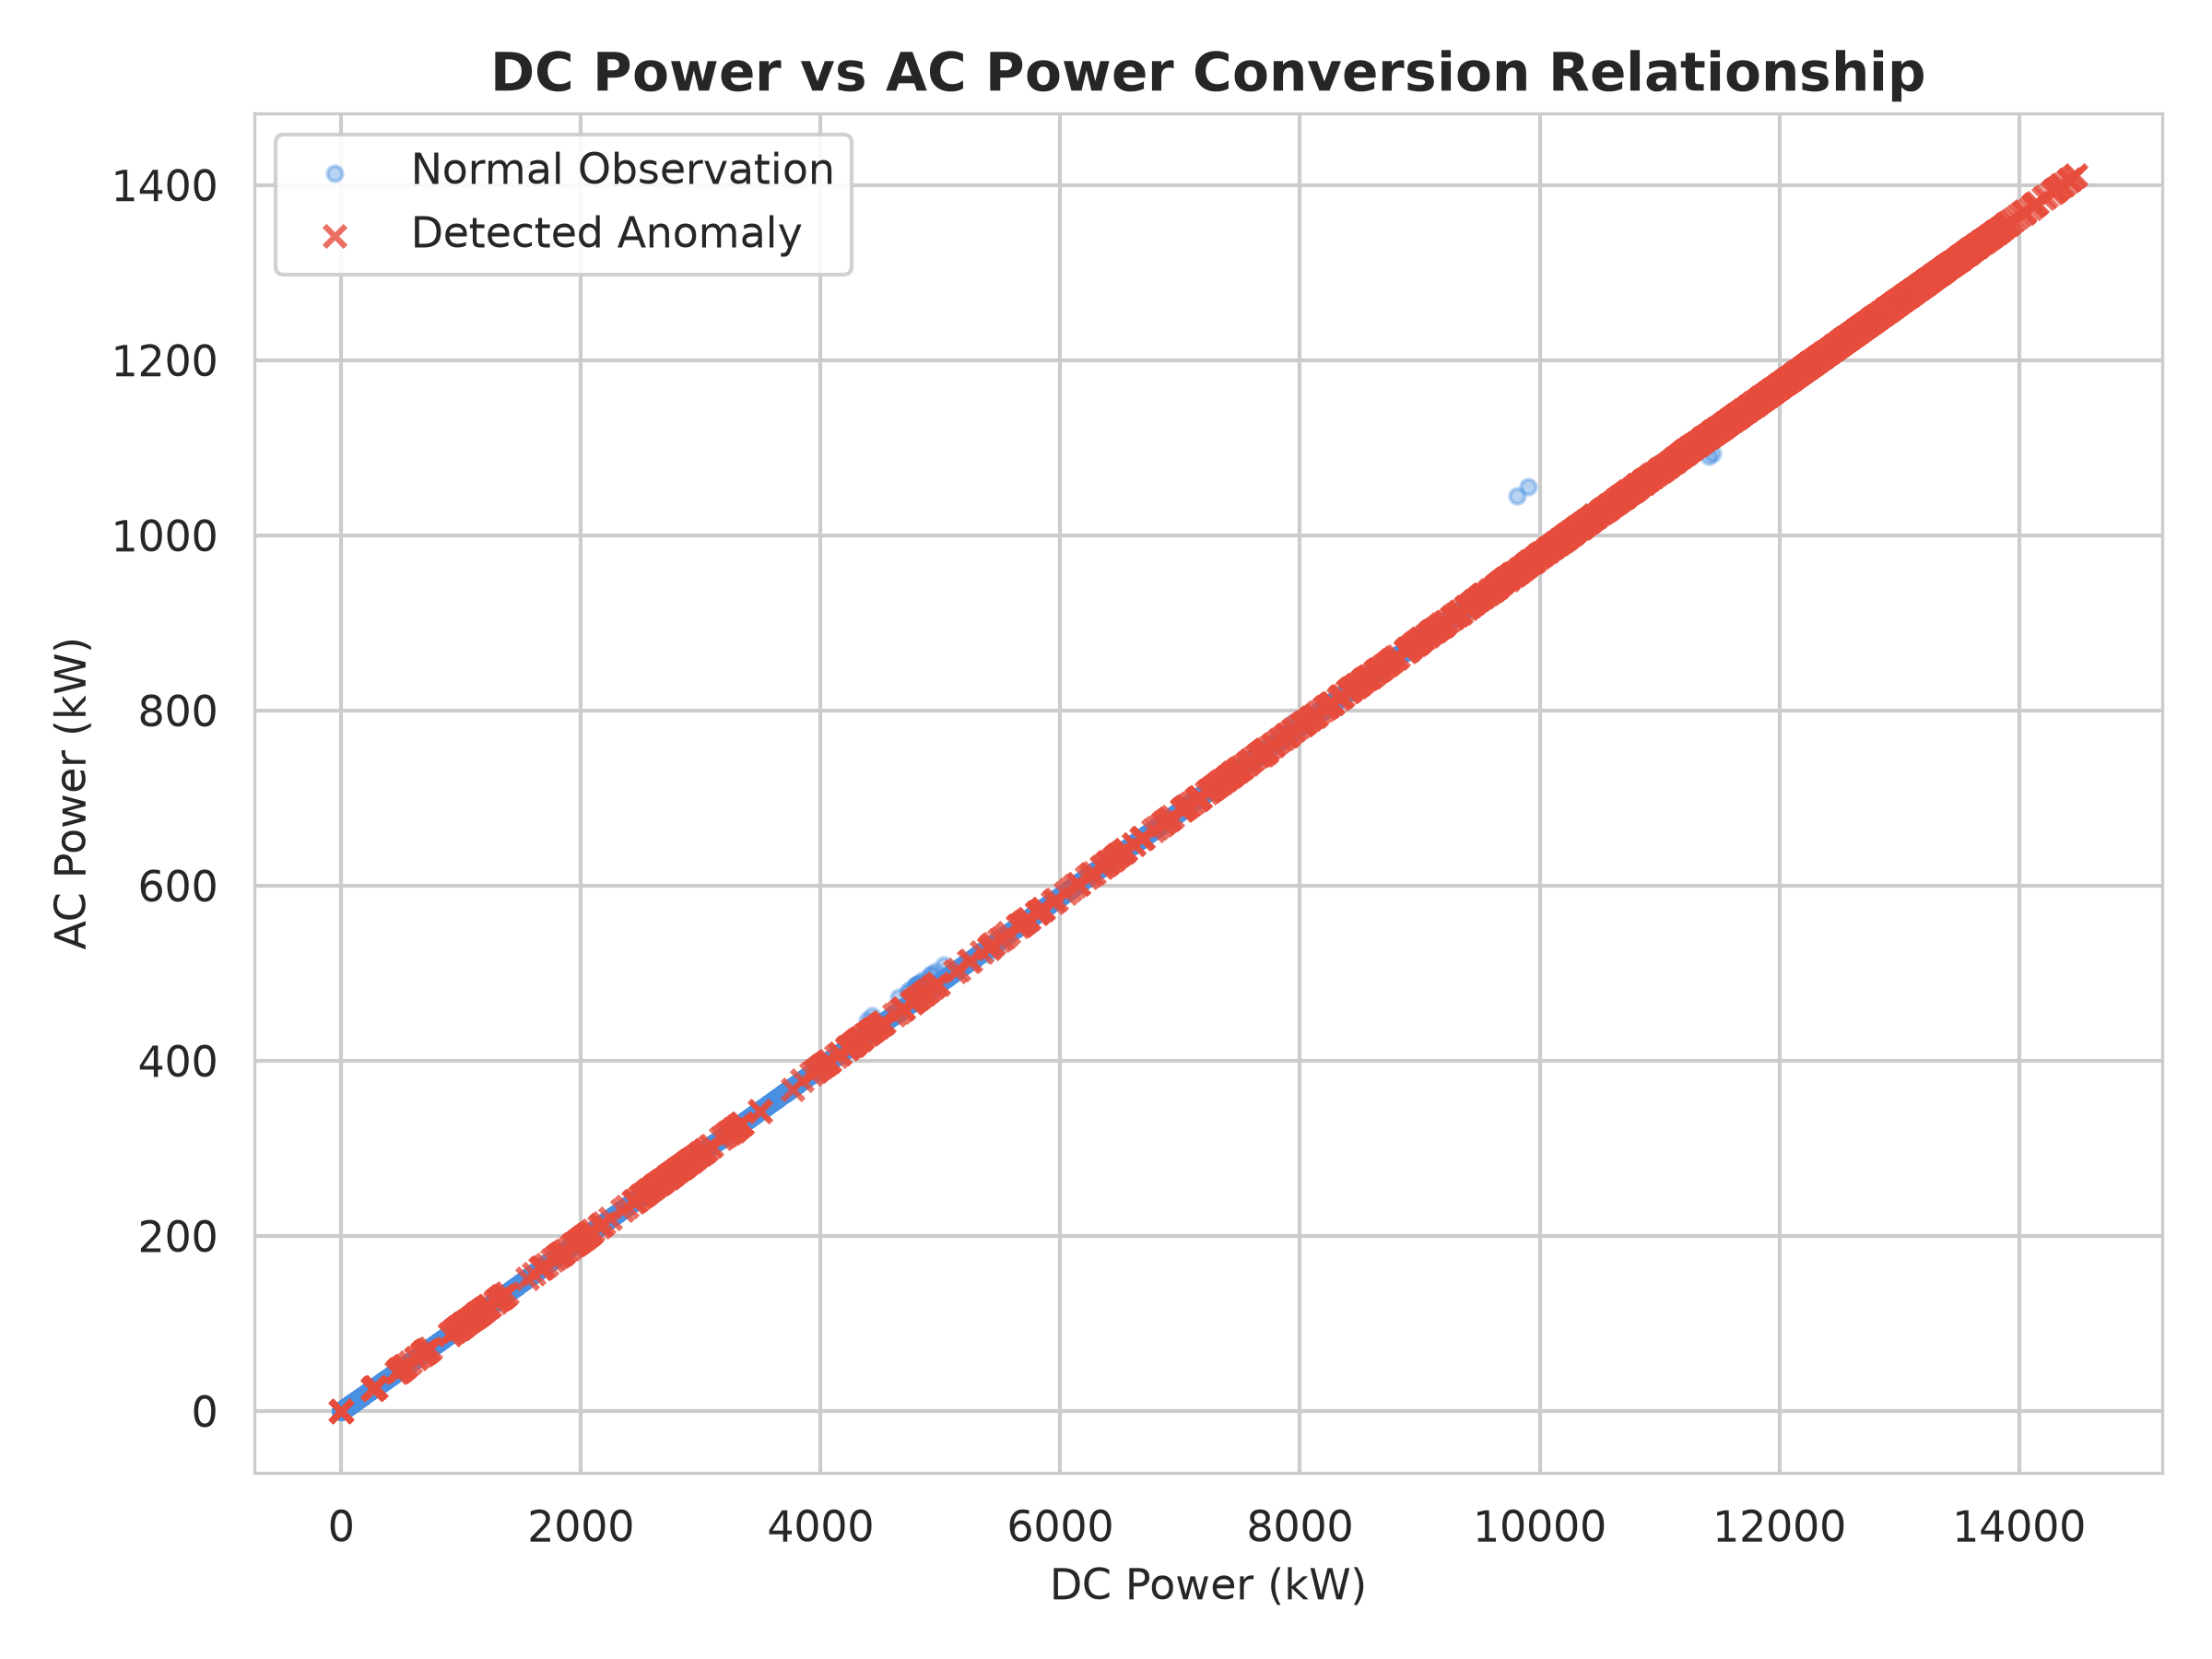 DC Power vs AC Power Conversion Relationship
Normal Observation
Detected Anomaly
1400
1200
1000
800
600
400
200
0
AC Power (kW)
0 2000 4000 6000 8000 10000 12000 14000
DC Power (kW)